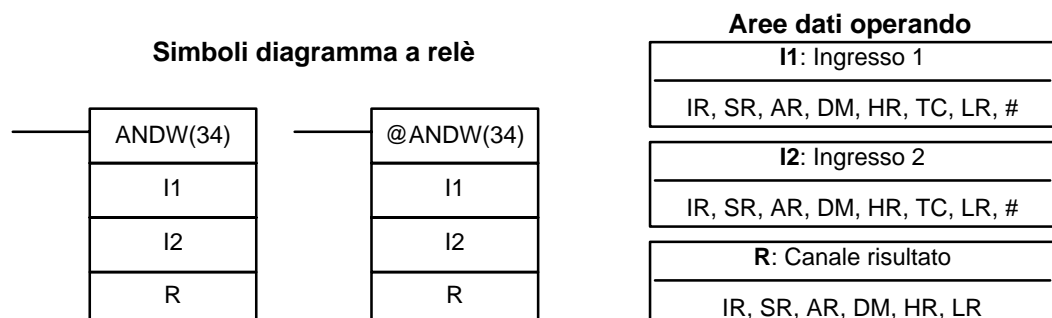 Simboli diagramma a relè
ANDW(34)
I1
I2
R
@ANDW(34)
I1
I2
R
Aree dati operando
I1: Ingresso 1
IR, SR, AR, DM, HR, TC, LR, #
I2: Ingresso 2
IR, SR, AR, DM, HR, TC, LR, #
R: Canale risultato
IR, SR, AR, DM, HR, LR